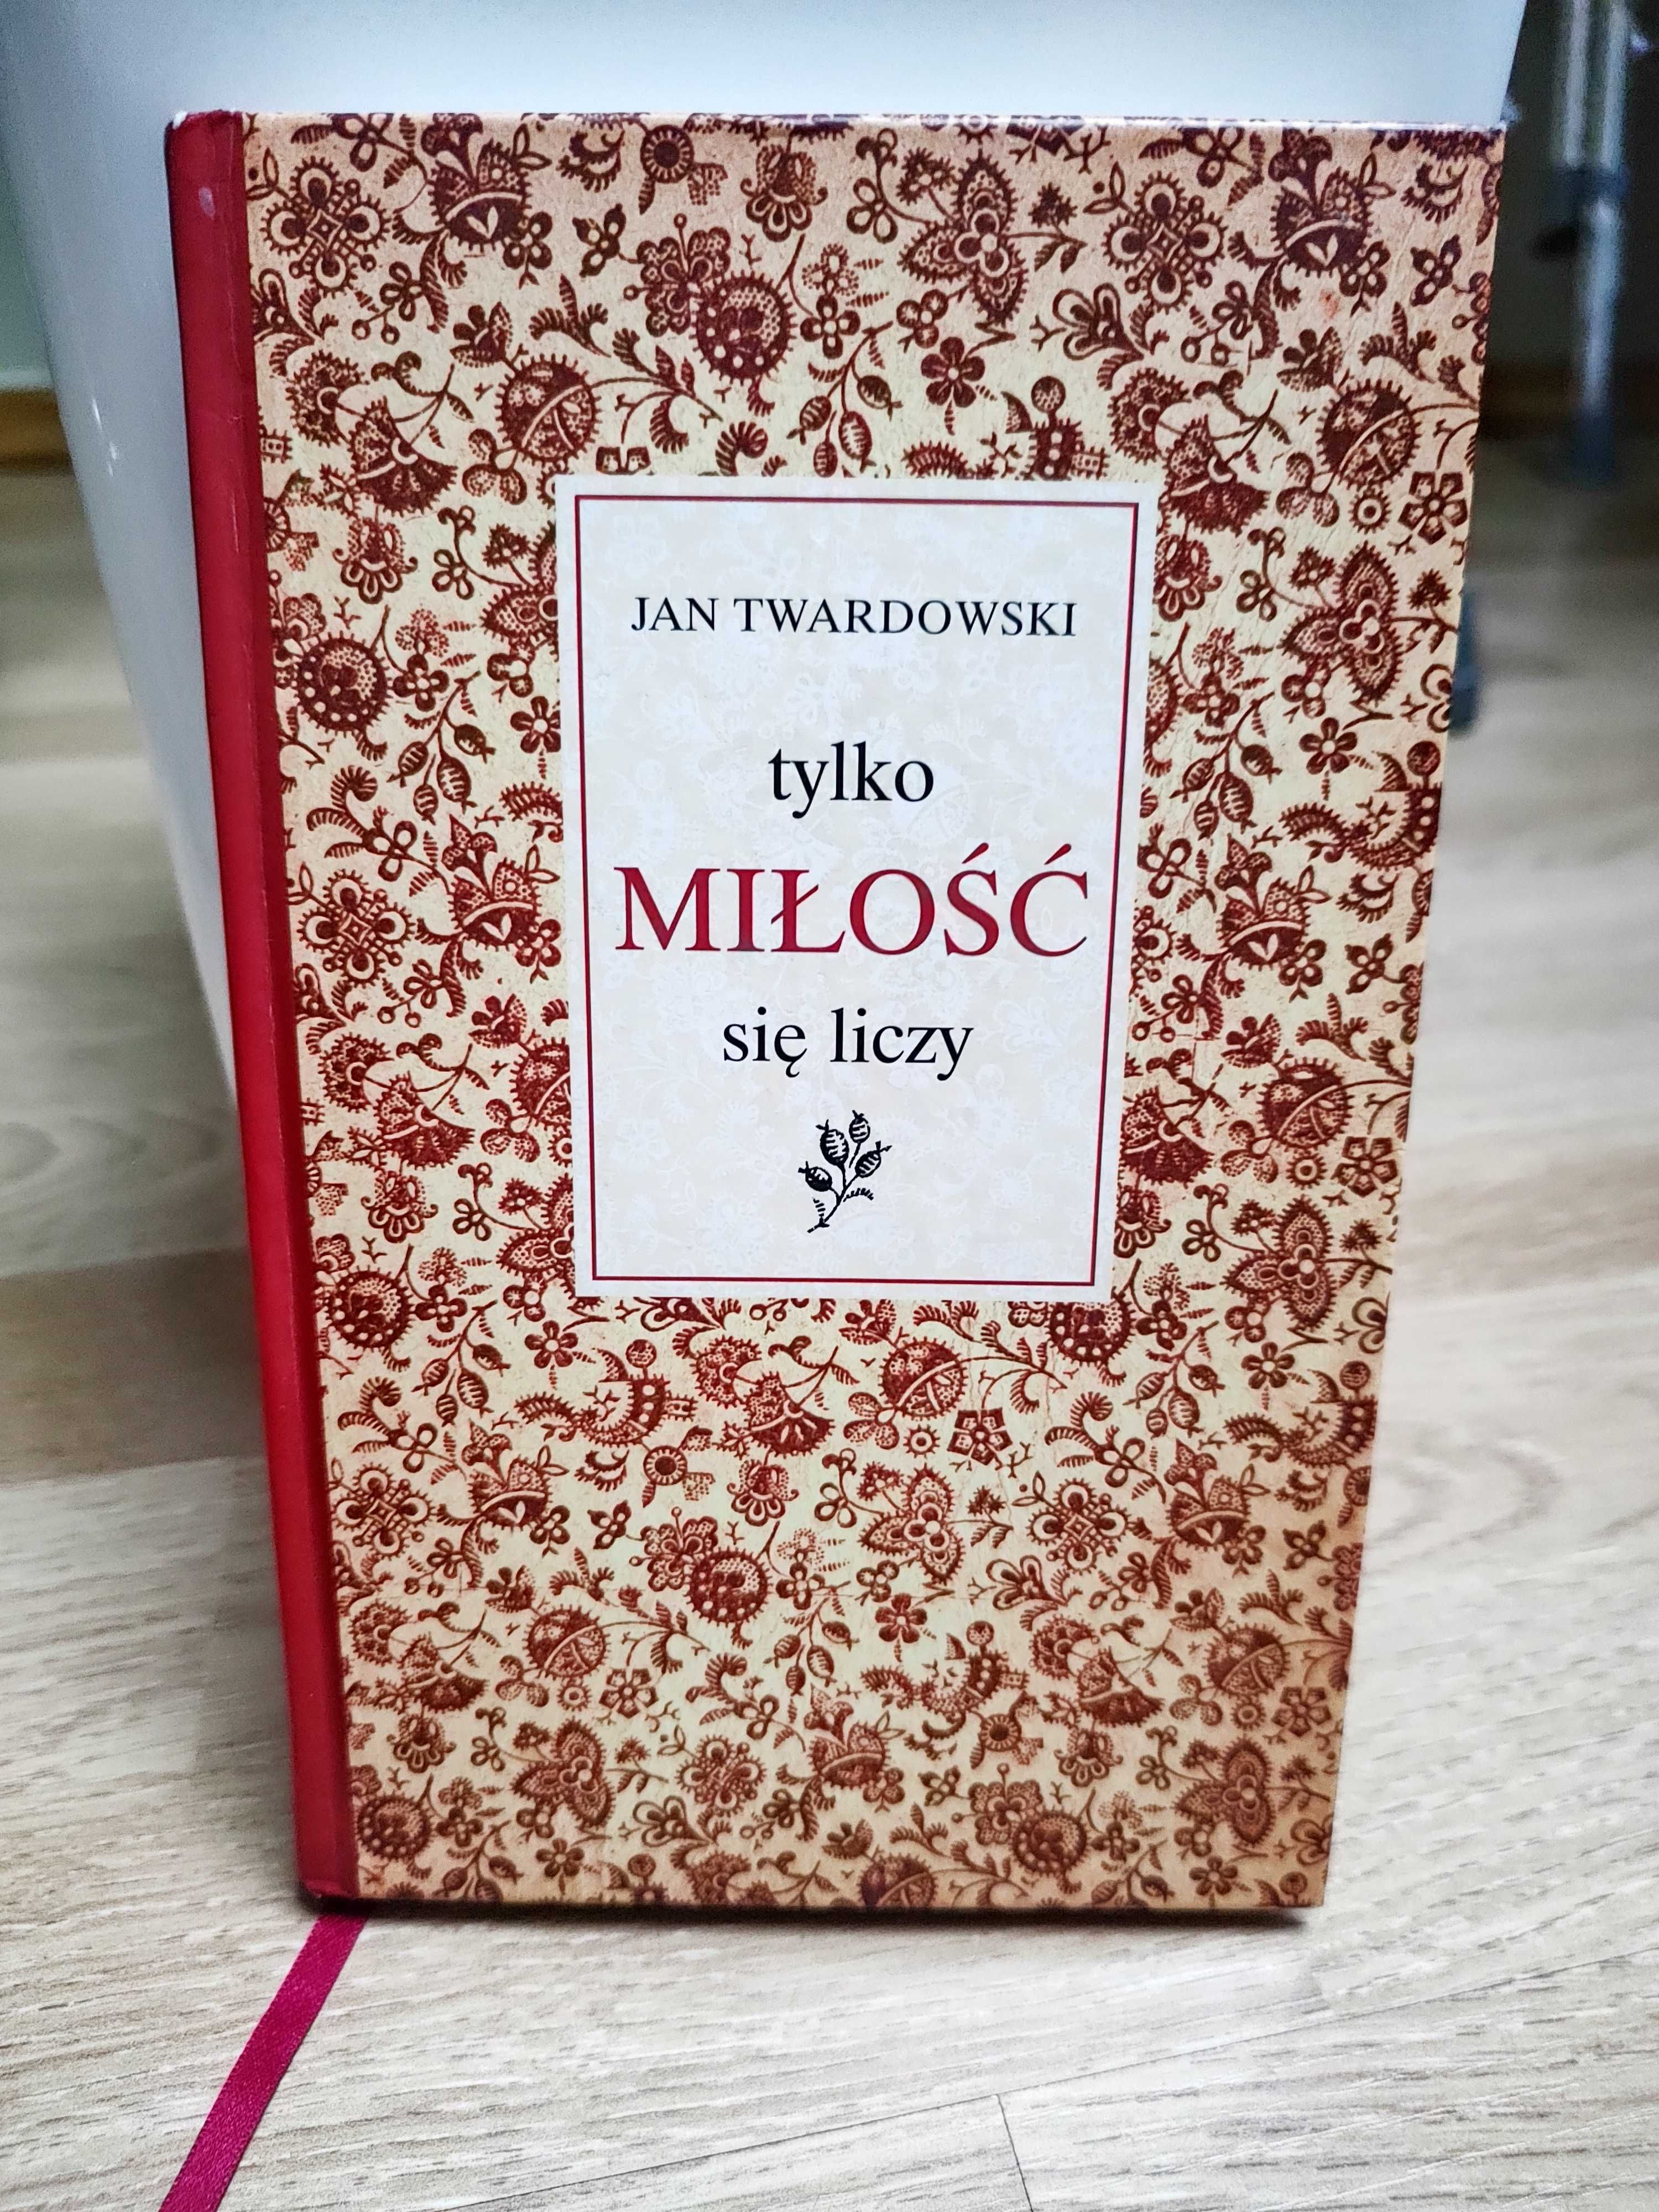 JAN TWARDOWSKI
tylko
MIŁOŚĆ
się liczy